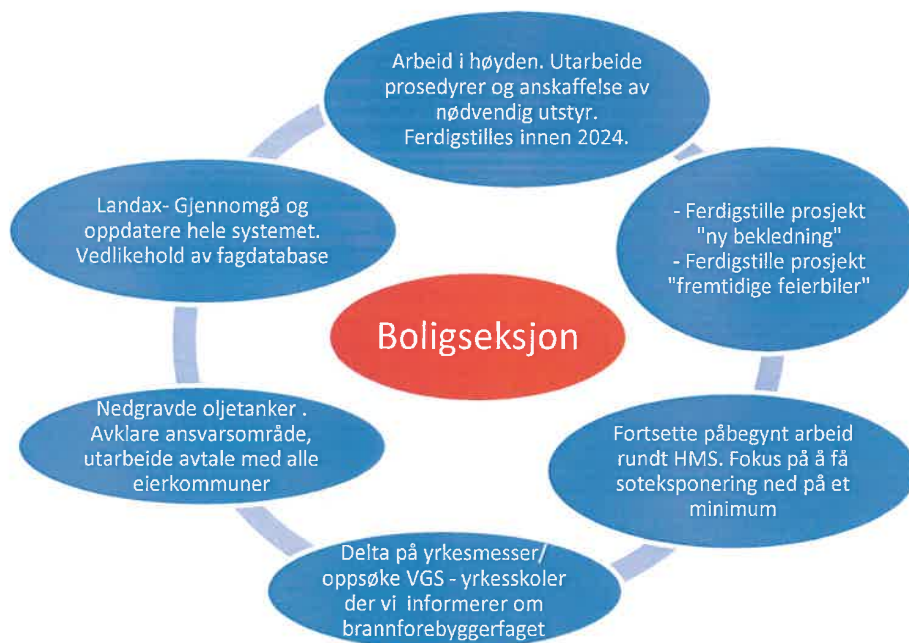 Arbeid i høyden. Utarbeide
prosedyrer og anskaffelse av
nødvendig utstyr.
Ferdigstilles innen 2024.
- Ferdigstille prosjekt
"ny bekledning"
- Ferdigstille prosjekt
"fremtidige feierbiler"
Fortsette påbegynt arbeid
rundt HMS. Fokus på å få
soteksponering ned på et
minimum
Delta på yrkesmesser/
oppsøke VGS - yrkesskoler
der vi informerer om
brannforebyggerfaget
Nedgravde oljetanker .
Avklare ansvarsområde,
utarbeide avtale med alle
eierkommuner
Landax- Gjennomgå og
oppdatere hele systemet.
Vedlikehold av fagdatabase
Boligseksjon